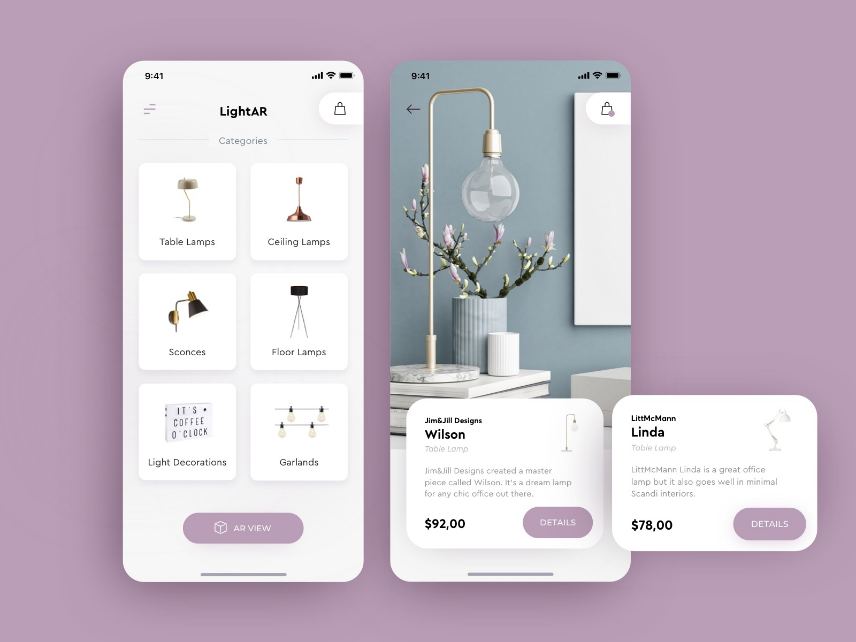 9:41
LightAR
Categories
Table Lamps
Ceiling Lamps
Sconces
Floor Lamps
IT'S
COFFEE
O'CLOCK
Light Decorations
Garlands
AR VIEW
9:41
Jim&Jill Designs
Wilson
Table Lamp
Jim&Jill Designs created a master
piece called Wilson. It's a dream lamp
for any chic office out there.
$92,00
DETAILS
LittMcMann
Linda
Table Lamp
LittMcMann Linda is a great office
lamp but it also goes well in minimal
Scandi interiors.
$78,00
DETAILS